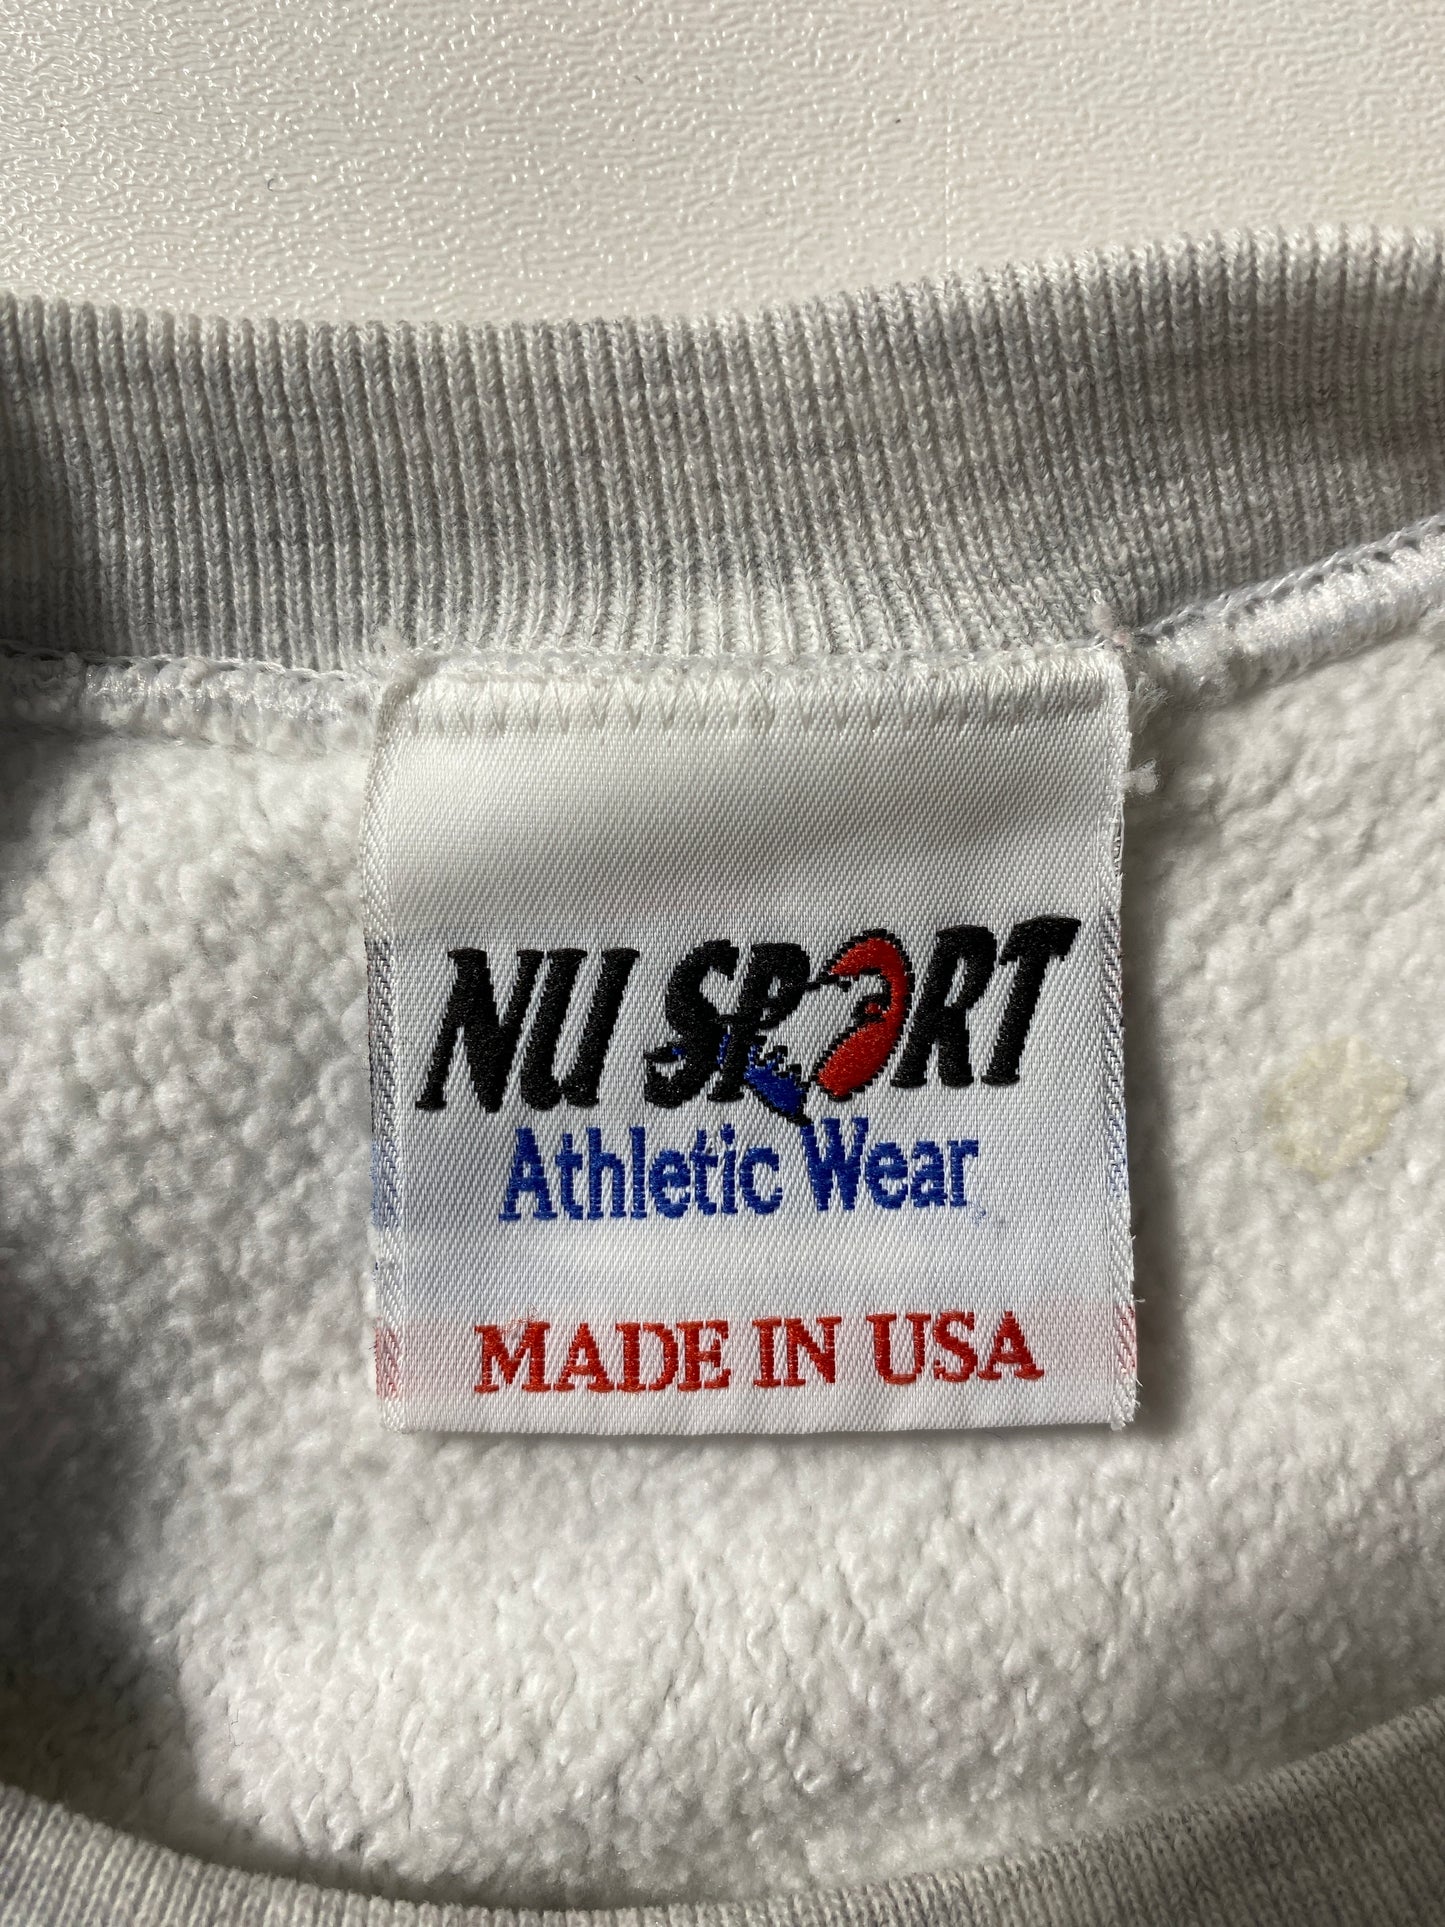 NU SPORT
Athletic Wear
MADE IN USA